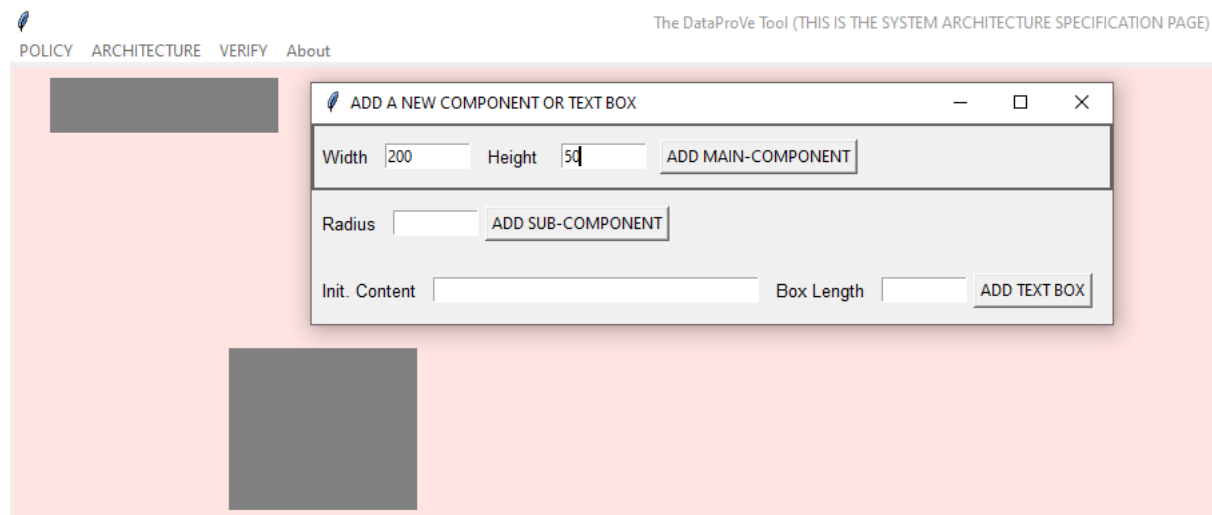 The DataProVe Tool (THIS IS THE SYSTEM ARCHITECTURE SPECIFICATION PAGE)
POLICY ARCHITECTURE VERIFY About
ADD A NEW COMPONENT OR TEXT BOX
Width 200 Height 50 ADD MAIN-COMPONENT
Radius ADD SUB-COMPONENT
Init. Content Box Length ADD TEXT BOX